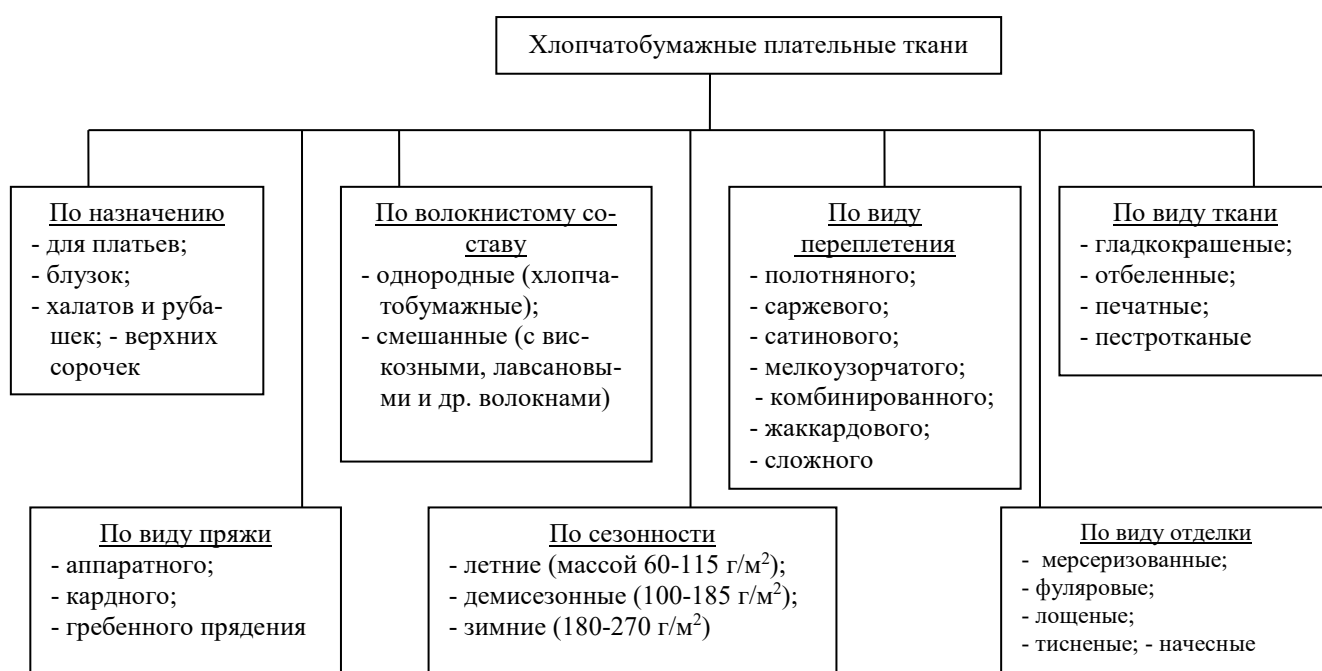 Хлопчатобумажные плательные ткани
По назначению
- для платьев;
- блузок;
- халатов и руба-
шек; - верхних
сорочек
По волокнистому со-
ставу
- однородные (хлопча-
тобумажные);
- смешанные (с вис-
козными, лавсановы-
ми и др. волокнами)
По виду
переплетения
- полотняного;
- саржевого;
- сатинового;
- мелкоузорчатого;
- комбинированного;
- жаккардового;
- сложного
По виду ткани
- гладкокрашеные;
- отбеленные;
- печатные;
- пестротканые
По виду пряжи
- аппаратного;
- кардного;
- гребенного прядения
По сезонности
- летние (массой 60-115 г/м²);
- демисезонные (100-185 г/м²);
- зимние (180-270 г/м²)
По виду отделки
- мерсеризованные;
- фуляровые;
- лощеные;
- тисненые; - начесные